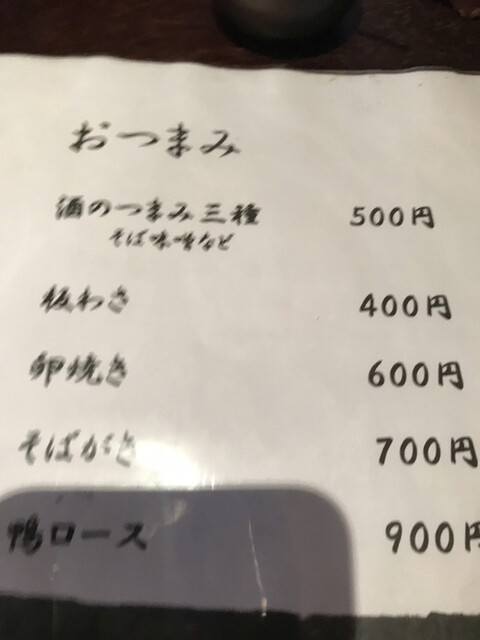 おつまみ
酒のつまみ三種 500円
そば味噌など
板わさ 400円
卵焼き 600円
そばがき 700円
鴨ロース 900円